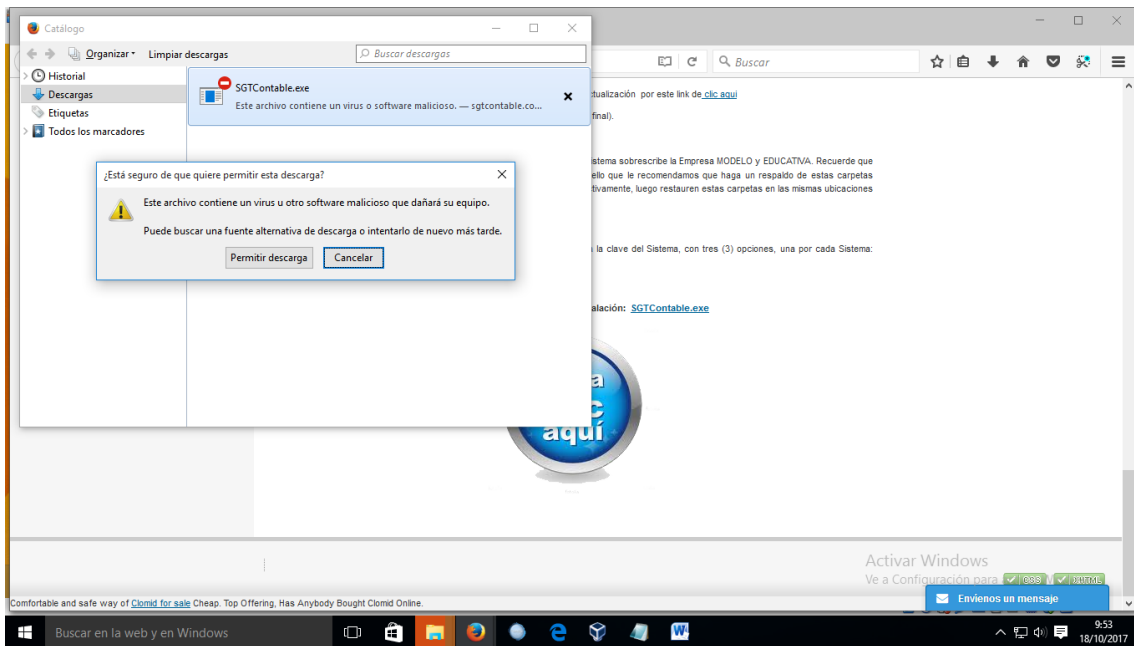 Catálogo
Organizar
Limpiar descargas
Buscar descargas
Historial
Descargas
Etiquetas
Todos los marcadores
SGTContable.exe
Este archivo contiene un virus o software malicioso. — sgtcontable.co...
¿Está seguro de que quiere permitir esta descarga?
Este archivo contiene un virus u otro software malicioso que dañará su equipo.
Puede buscar una fuente alternativa de descarga o intentarlo de nuevo más tarde.
Permitir descarga
Cancelar
Buscar
tualización por este link de clic aqui
final).
istema sobrescribe la Empresa MODELO y EDUCATIVA. Recuerde que
ello que le recomendamos que haga un respaldo de estas carpetas
tivamente, luego restauren estas carpetas en las mismas ubicaciones
la clave del Sistema, con tres (3) opciones, una por cada Sistema:
alación: SGTContable.exe
aquí
Activar Windows
Ve a Configuración para
CSS
XHTML
Envienos un mensaje
Comfortable and safe way of Clomid for sale Cheap. Top Offering, Has Anybody Bought Clomid Online.
Buscar en la web y en Windows
9:53
18/10/2017